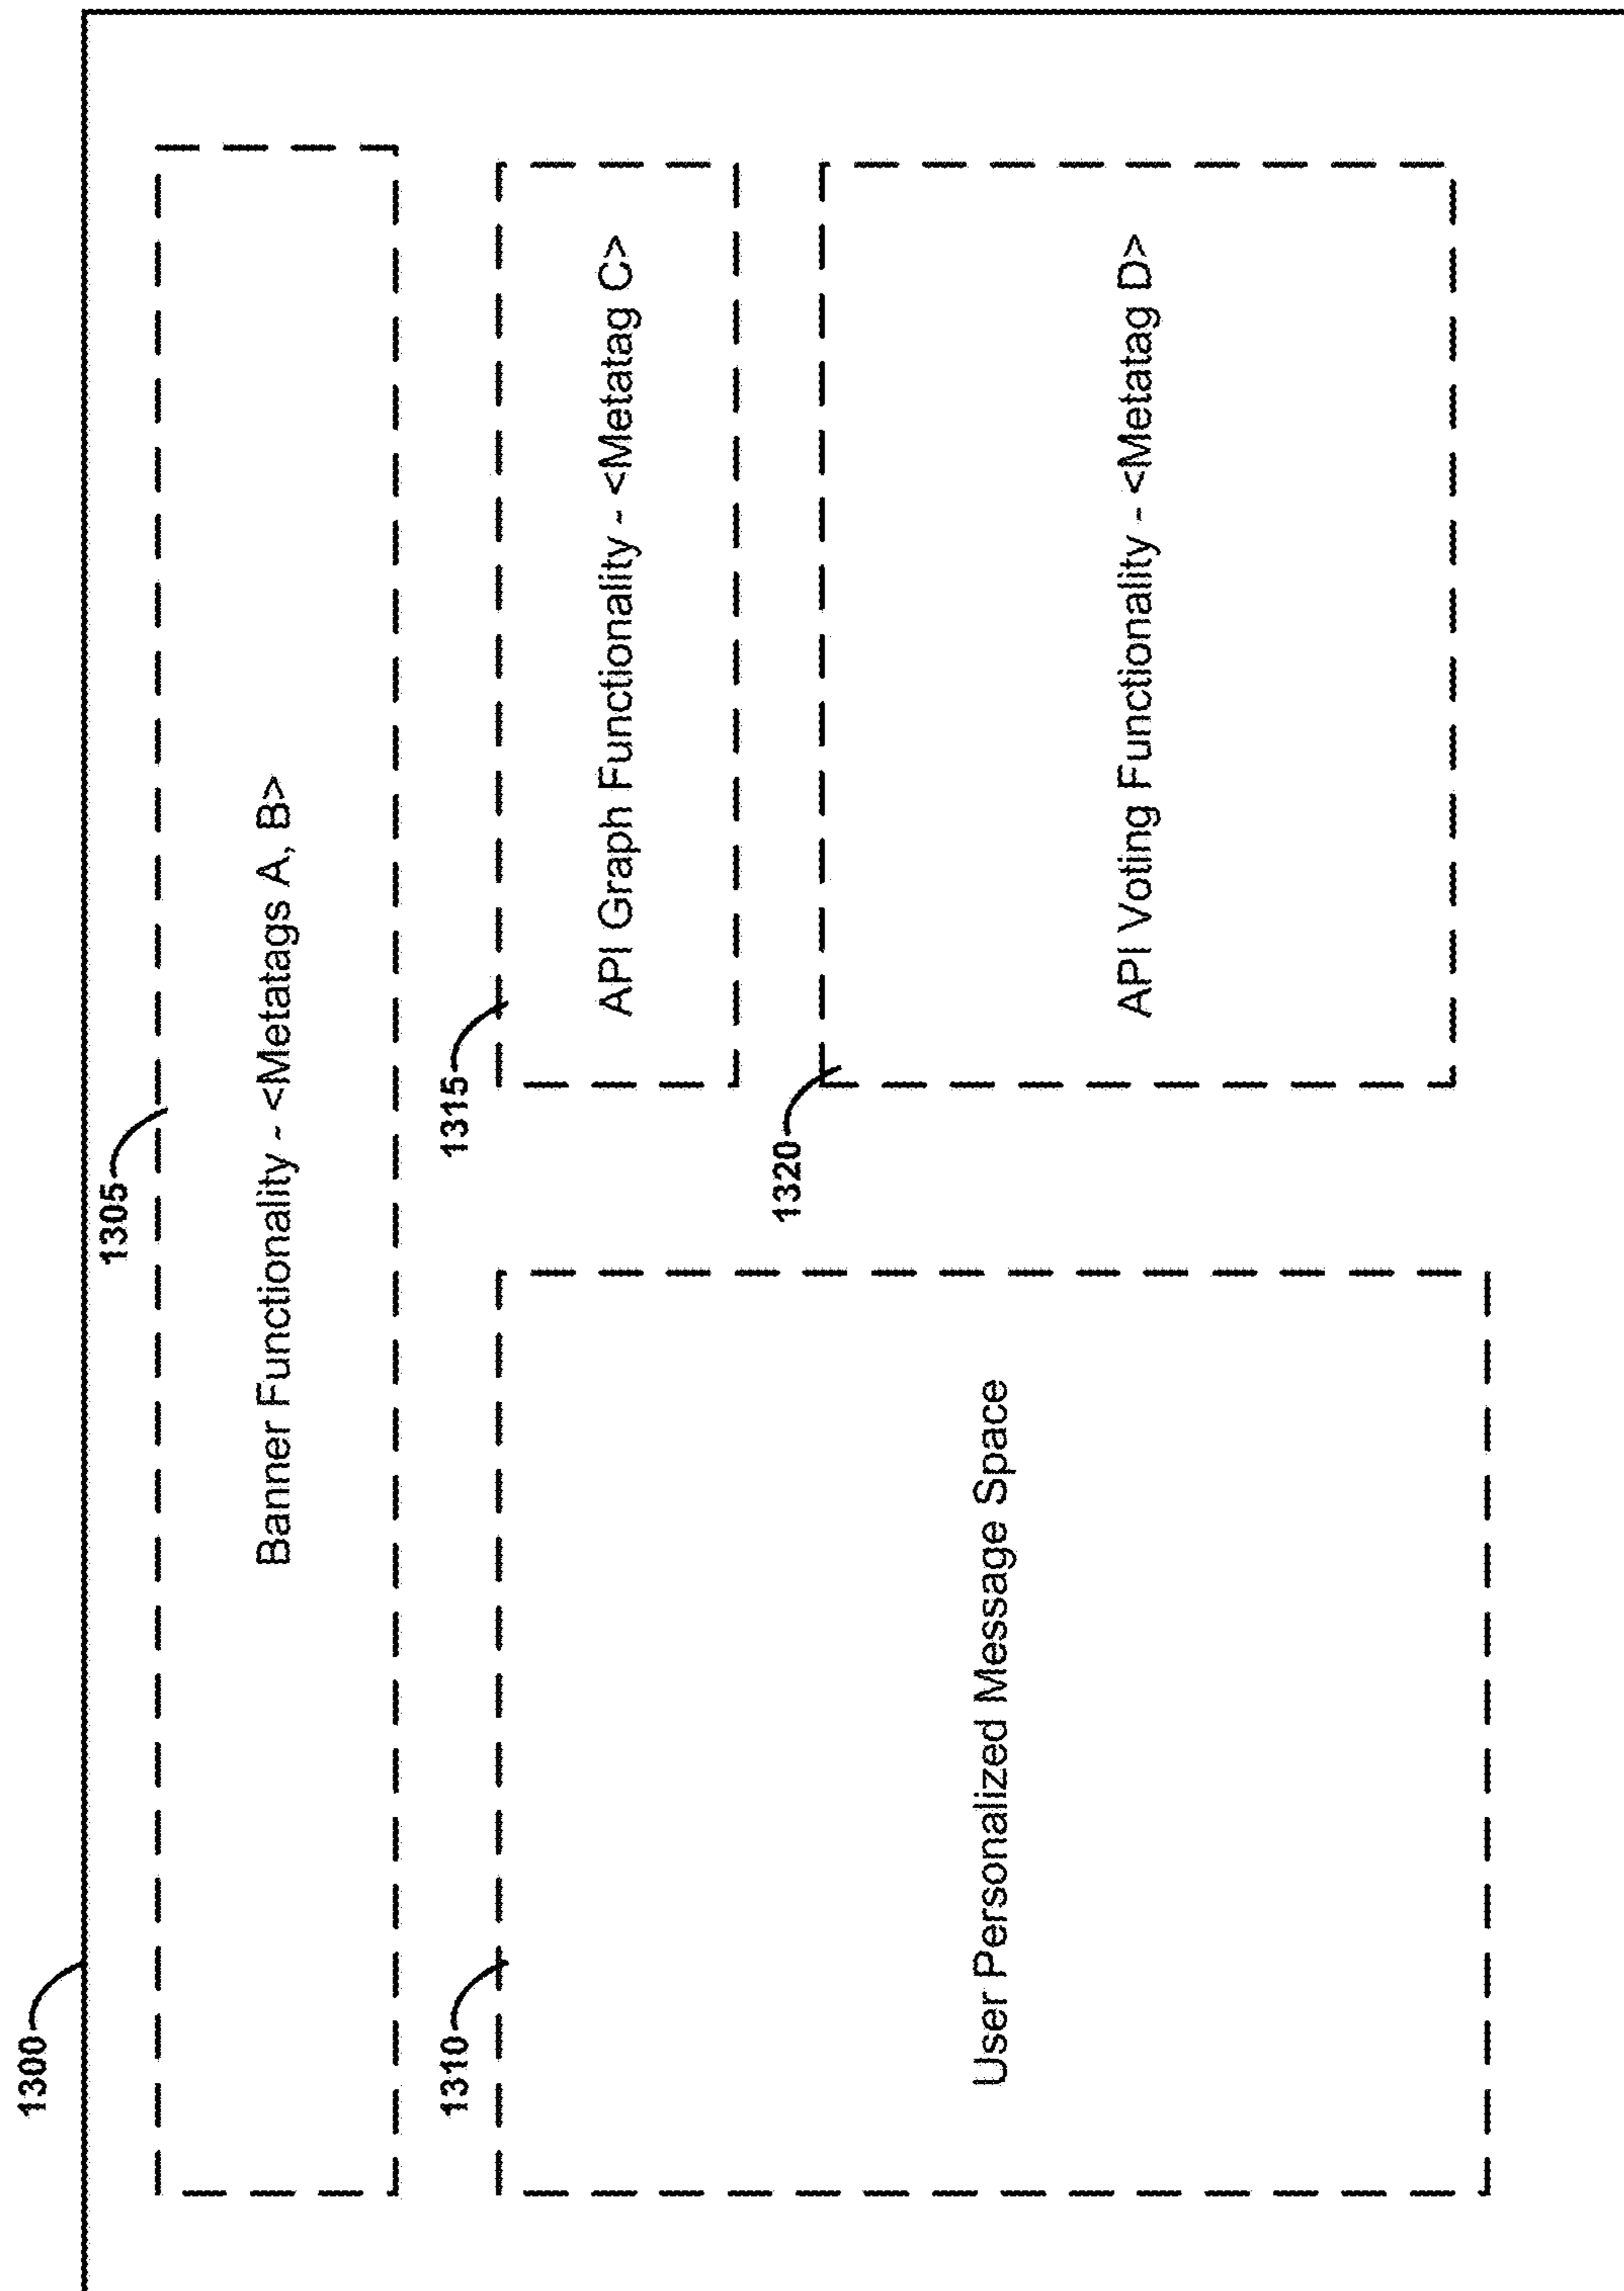 1300
1305
Banner Functionality - <Metatags A, B>
1310
User Personalized Message Space
1315
API Graph Functionality - <Metatag C>
1320
API Voting Functionality - <Metatag D>